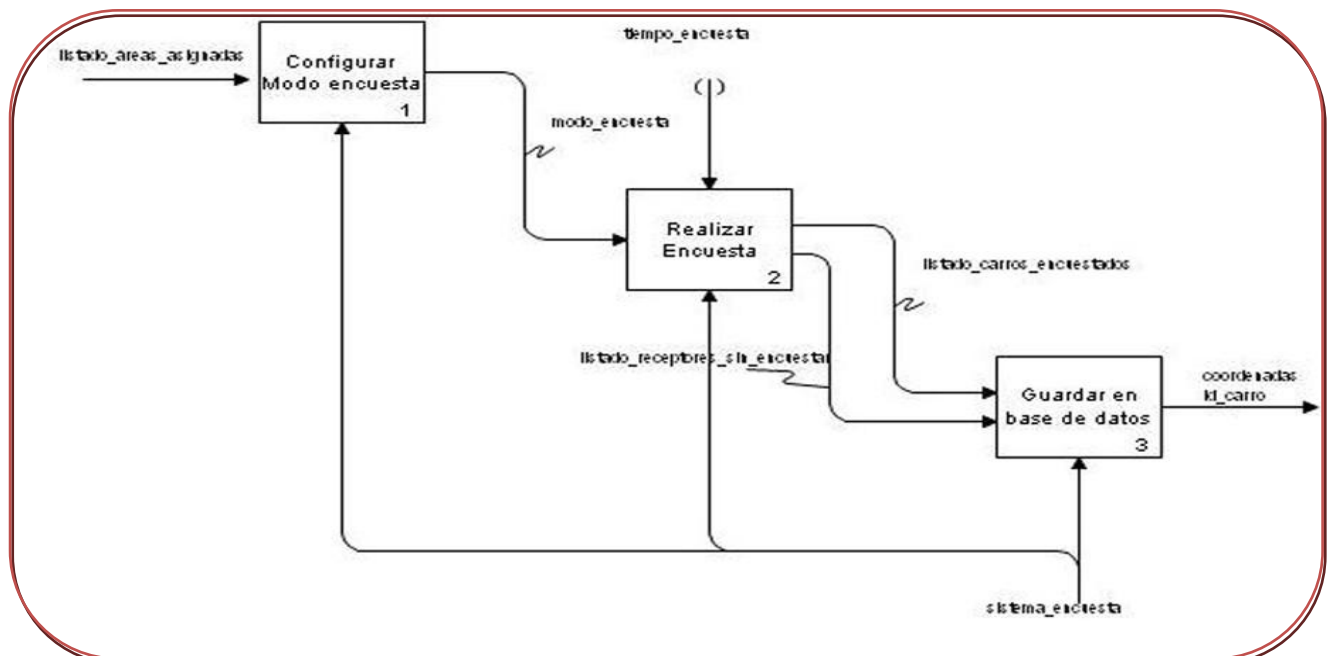 listado_áreas_asignadas
Configurar
Modo encuesta
1
tiempo_encuesta
( )
modo_encuesta
Realizar
Encuesta
2
listado_carros_encuestados
listado_receptores_sin_encuestar
Guardar en
base de datos
3
coordenadas
id_carro
sistema_encuesta